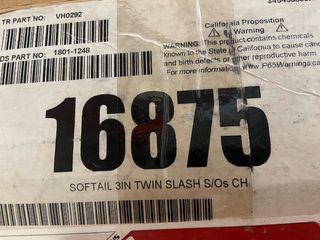 TR PART NO: VH0292
DS PART NO: 1801-1248
California Proposition
Warning
WARNING: This product contains chemicals
known to the State of California to cause canc
and birth defects or other reproductive harm
For more information: www.P65Warnings.ca
16875
SOFTAIL 3IN TWIN SLASH S/Os CH